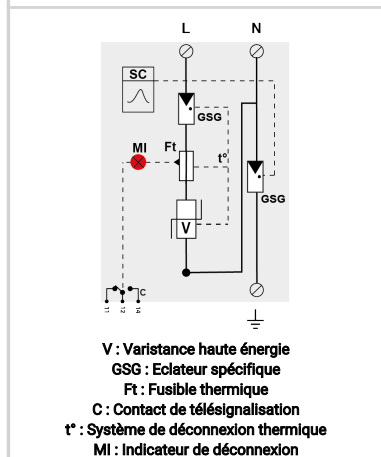 L N
SC
GSG
MI Ft
t°
GSG
V
C
11 12 14
V : Varistance haute énergie
GSG : Eclateur spécifique
Ft : Fusible thermique
C : Contact de télésignalisation
t° : Système de déconnexion thermique
MI : Indicateur de déconnexion